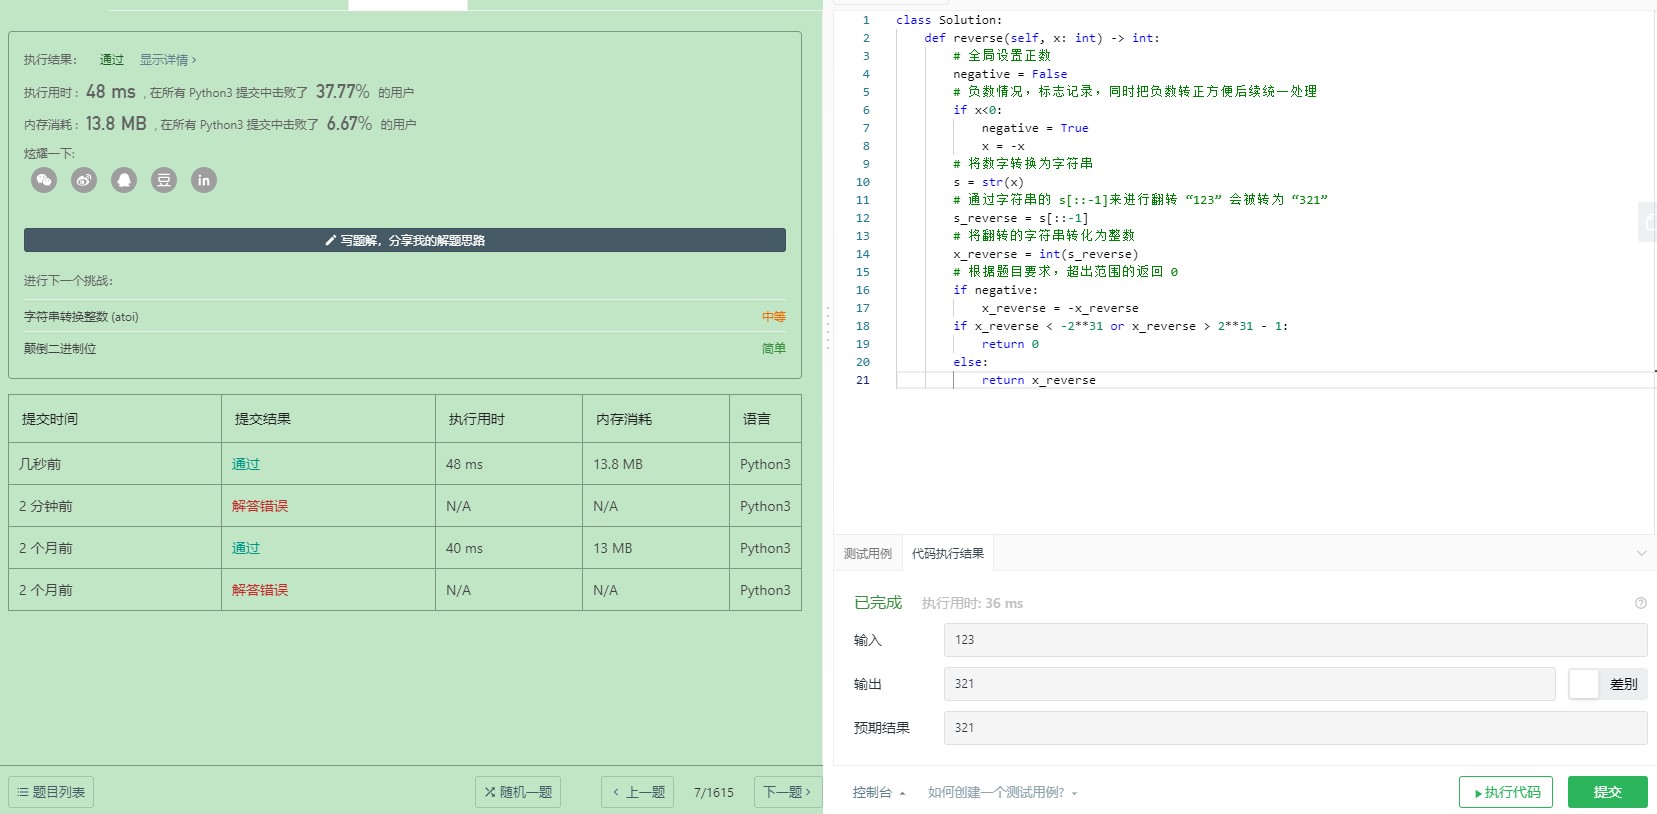 执行结果： 通过 显示详情 ›
执行用时： 48 ms ，在所有 Python3 提交中击败了 37.77% 的用户
内存消耗： 13.8 MB ，在所有 Python3 提交中击败了 6.67% 的用户
炫耀一下:
写题解，分享我的解题思路
进行下一个挑战：
字符串转换整数 (atoi) 中等
颠倒二进制位 简单
提交时间 提交结果 执行用时 内存消耗 语言
几秒前 通过 48 ms 13.8 MB Python3
2 分钟前 解答错误 N/A N/A Python3
2 个月前 通过 40 ms 13 MB Python3
2 个月前 解答错误 N/A N/A Python3
题目列表 随机一题 ‹ 上一题 7/1615 下一题 ›
1 class Solution:
2 def reverse(self, x: int) -> int:
3 # 全局设置正数
4 negative = False
5 # 负数情况，标志记录，同时把负数转正方便后续统一处理
6 if x<0:
7 negative = True
8 x = -x
9 # 将数字转换为字符串
10 s = str(x)
11 # 通过字符串的 s[::-1]来进行翻转 “123” 会被转为 “321”
12 s_reverse = s[::-1]
13 # 将翻转的字符串转化为整数
14 x_reverse = int(s_reverse)
15 # 根据题目要求，超出范围的返回 0
16 if negative:
17 x_reverse = -x_reverse
18 if x_reverse < -2**31 or x_reverse > 2**31 - 1:
19 return 0
20 else:
21 return x_reverse
测试用例 代码执行结果
已完成 执行用时: 36 ms
输入 123
输出 321 差别
预期结果 321
控制台 如何创建一个测试用例? 执行代码 提交